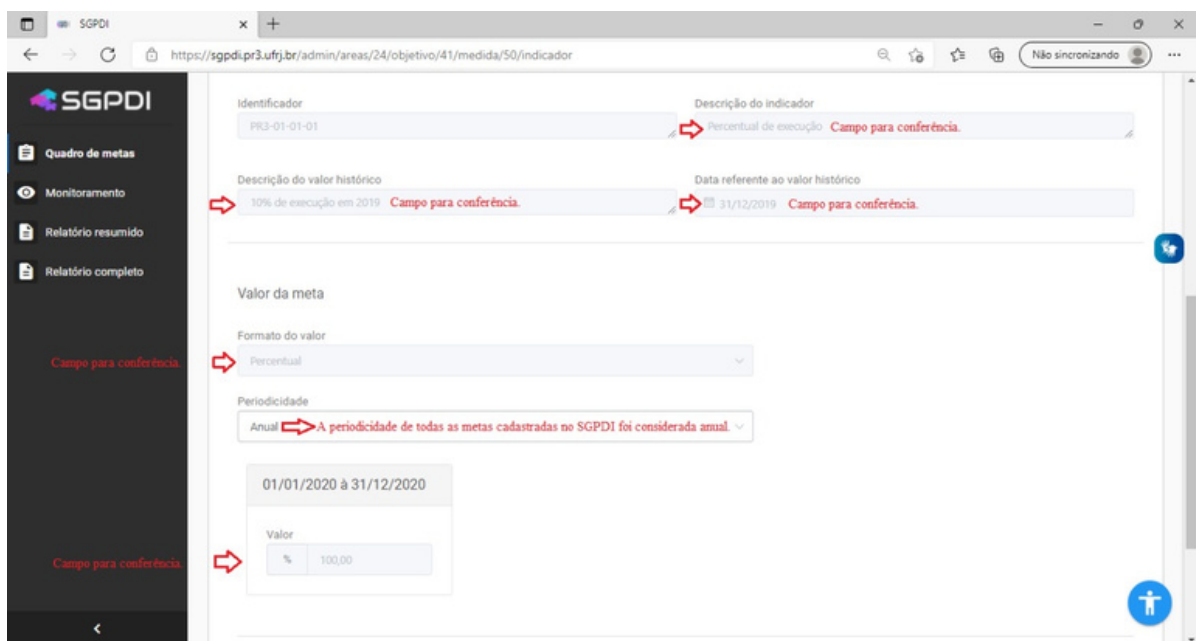 SGPDI
https://sgpdi.pr3.ufrj.br/admin/areas/24/objetivo/41/medida/50/indicador
Não sincronizando
SGPDI
Quadro de metas
Monitoramento
Relatório resumido
Relatório completo
Identificador
PR3-01-01-01
Descrição do indicador
Percentual de execução Campo para conferência.
Descrição do valor histórico
10% de execução em 2019 Campo para conferência.
Data referente ao valor histórico
31/12/2019 Campo para conferência.
Valor da meta
Formato do valor
Campo para conferência.
Percentual
Periodicidade
Anual A periodicidade de todas as metas cadastradas no SGPDI foi considerada anual.
01/01/2020 à 31/12/2020
Valor
Campo para conferência.
% 100,00